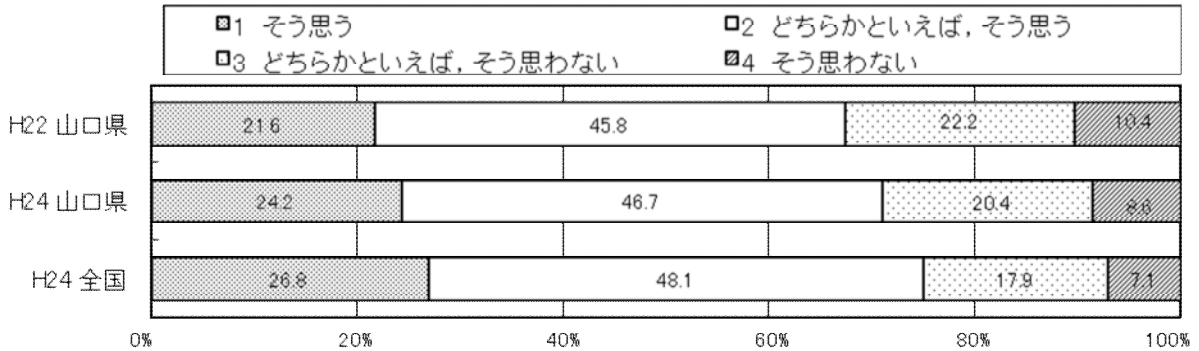 1 そう思う 2 どちらかといえば，そう思う
3 どちらかといえば，そう思わない 4 そう思わない
H22 山口県 21.6 45.8 22.2 10.4
H24 山口県 24.2 46.7 20.4 8.6
H24 全国 26.8 48.1 17.9 7.1
0% 20% 40% 60% 80% 100%